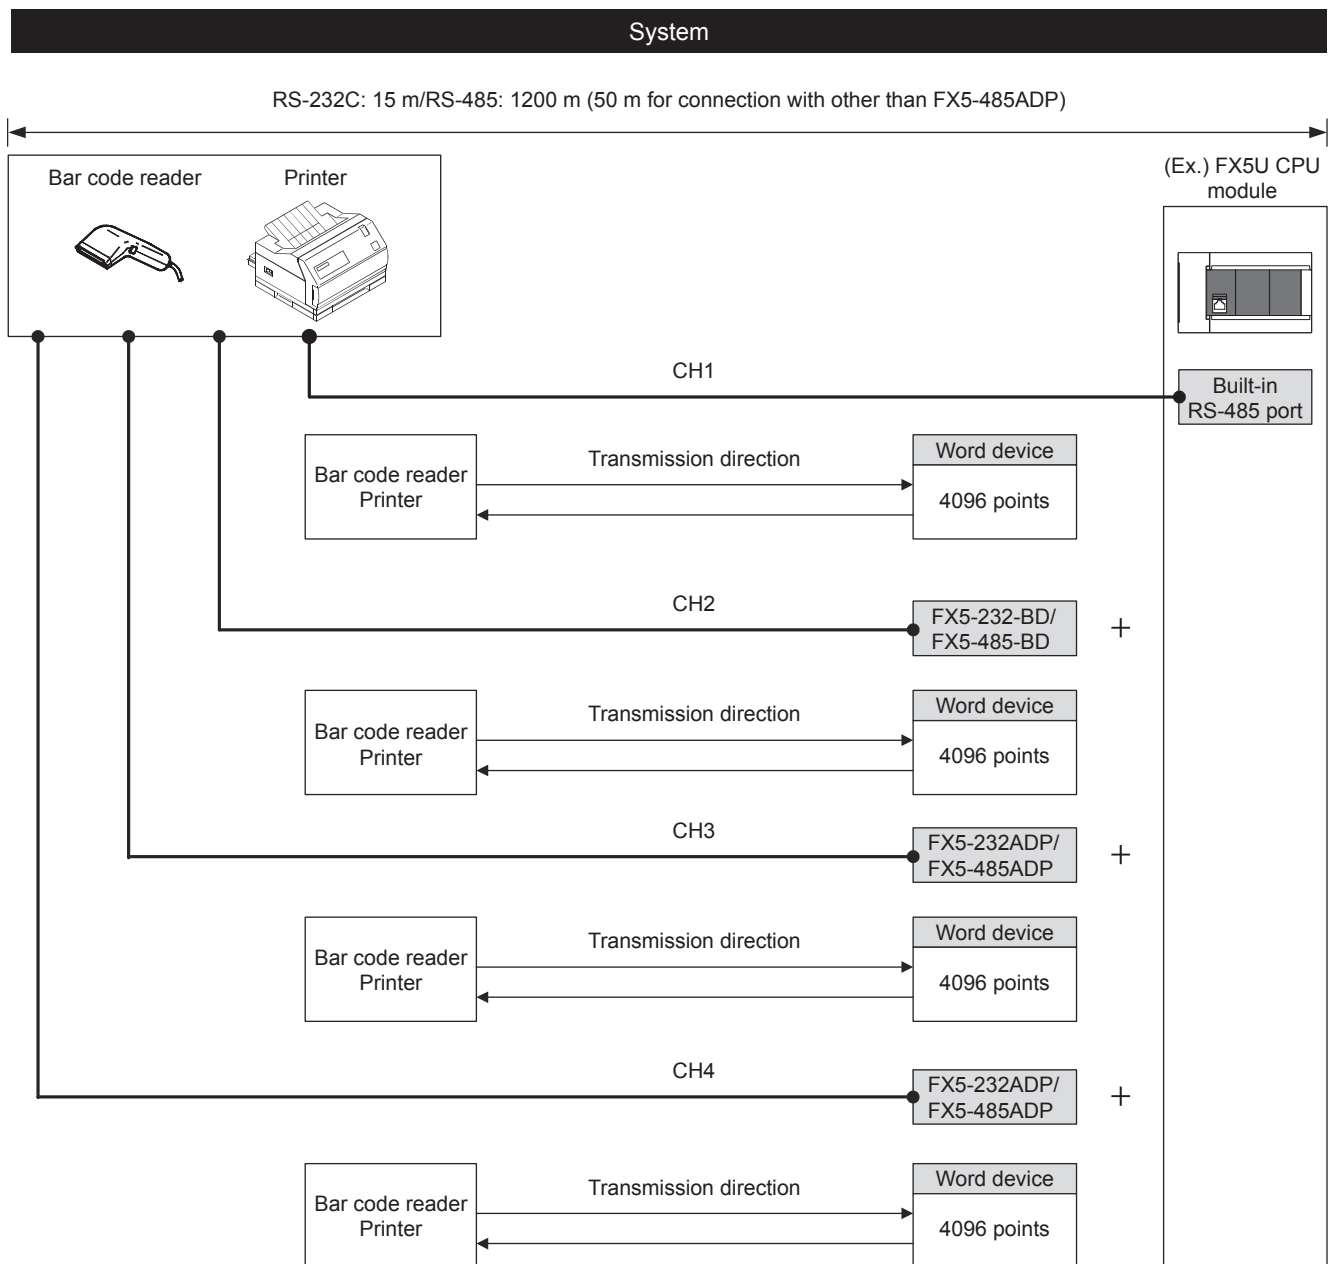 System
RS-232C: 15 m/RS-485: 1200 m (50 m for connection with other than FX5-485ADP)
Bar code reader
Printer
(Ex.) FX5U CPU
module
CH1
Built-in
RS-485 port
Bar code reader
Printer
Transmission direction
Word device
4096 points
CH2
FX5-232-BD/
FX5-485-BD
+
Bar code reader
Printer
Transmission direction
Word device
4096 points
CH3
FX5-232ADP/
FX5-485ADP
+
Bar code reader
Printer
Transmission direction
Word device
4096 points
CH4
FX5-232ADP/
FX5-485ADP
+
Bar code reader
Printer
Transmission direction
Word device
4096 points